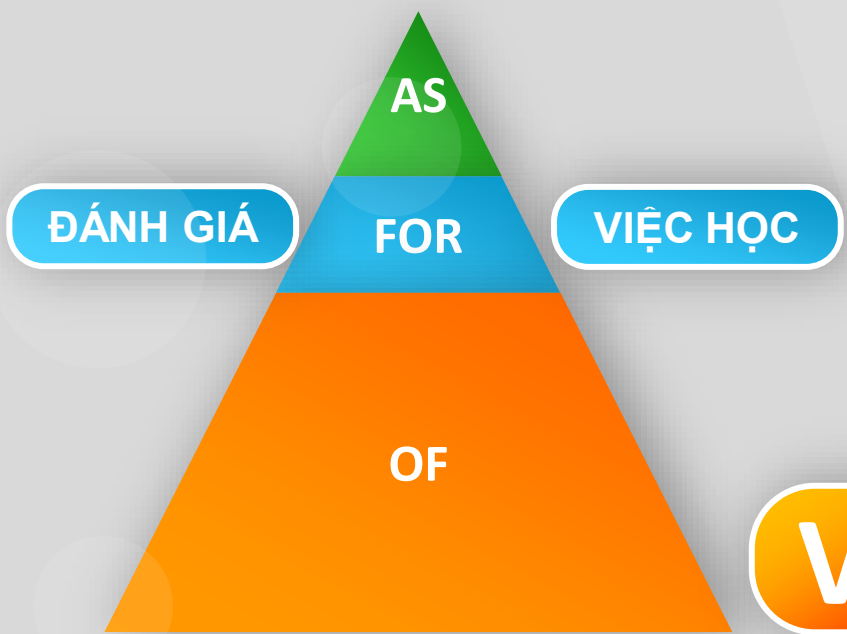 AS
ĐÁNH GIÁ
FOR
VIỆC HỌC
OF
V